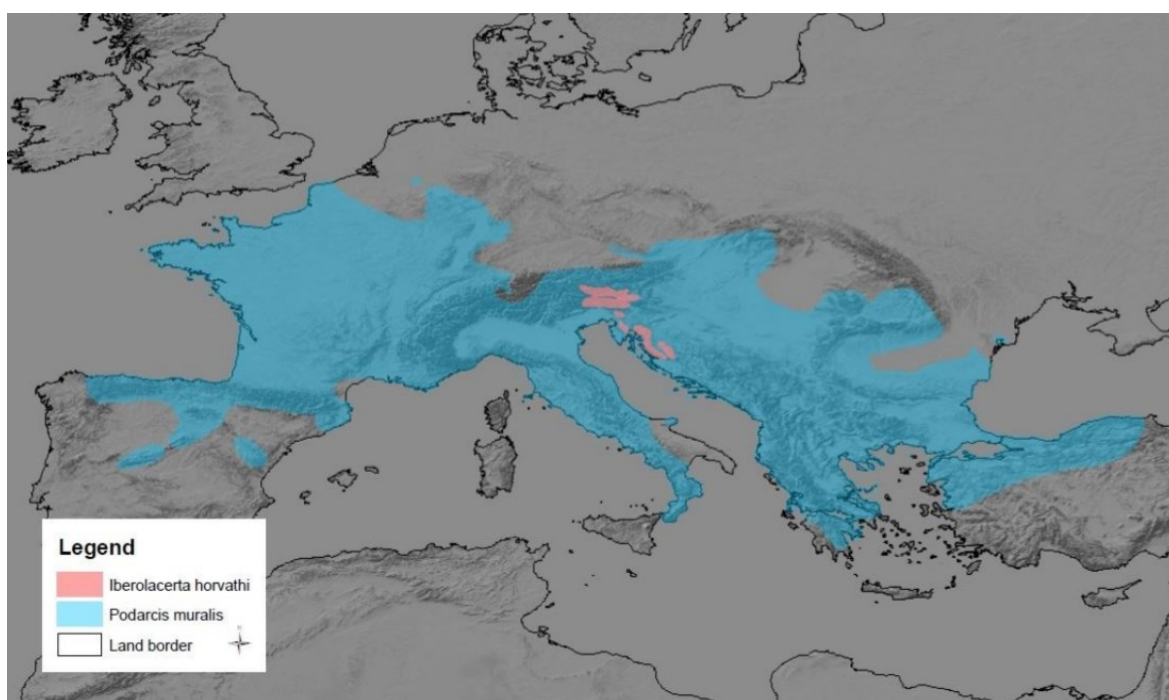 Legend
Iberolacerta horvathi
Podarcis muralis
Land border